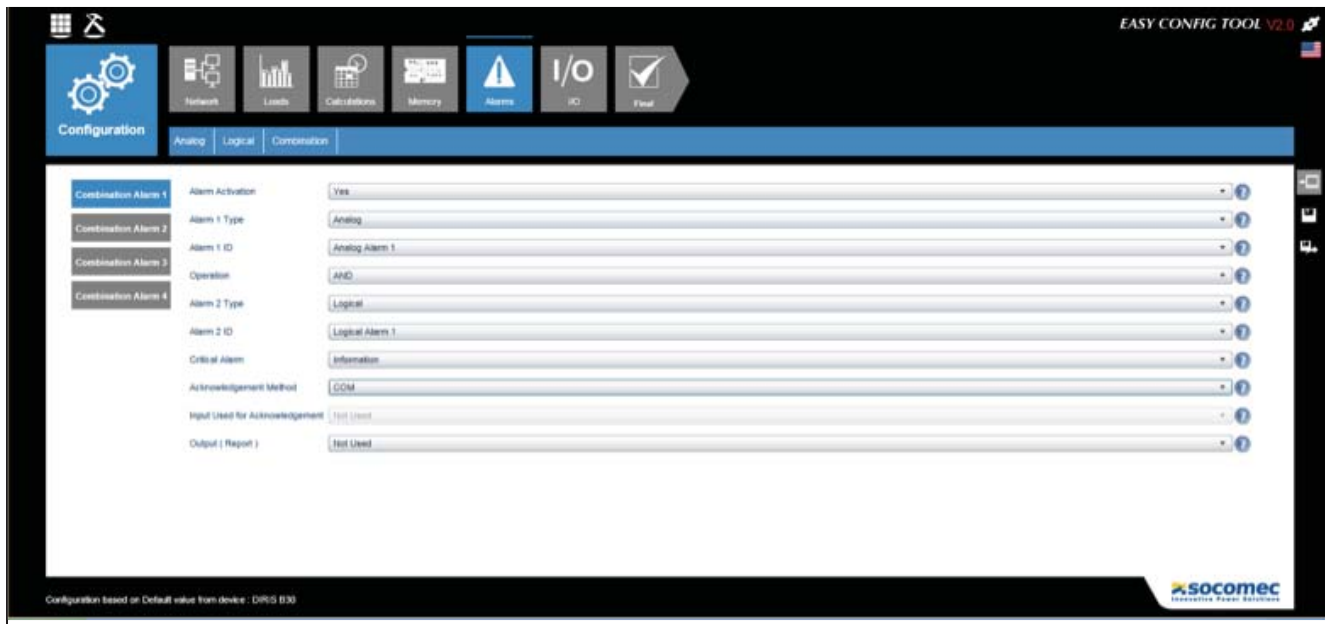 EASY CONFIG TOOL V2.0
Configuration
Network
Loads
Calculations
Memory
Alarms
I/O
I/O
Final
Analog
Logical
Combination
Combination Alarm 1
Combination Alarm 2
Combination Alarm 3
Combination Alarm 4
Alarm Activation
Yes
Alarm 1 Type
Analog
Alarm 1 ID
Analog Alarm 1
Operation
AND
Alarm 2 Type
Logical
Alarm 2 ID
Logical Alarm 1
Critical Alarm
Information
Acknowledgement Method
COM
Input Used for Acknowledgement
Not Used
Output ( Report )
Not Used
Configuration based on Default value from device : DIRIS B30
socomec
Innovative Power Solutions